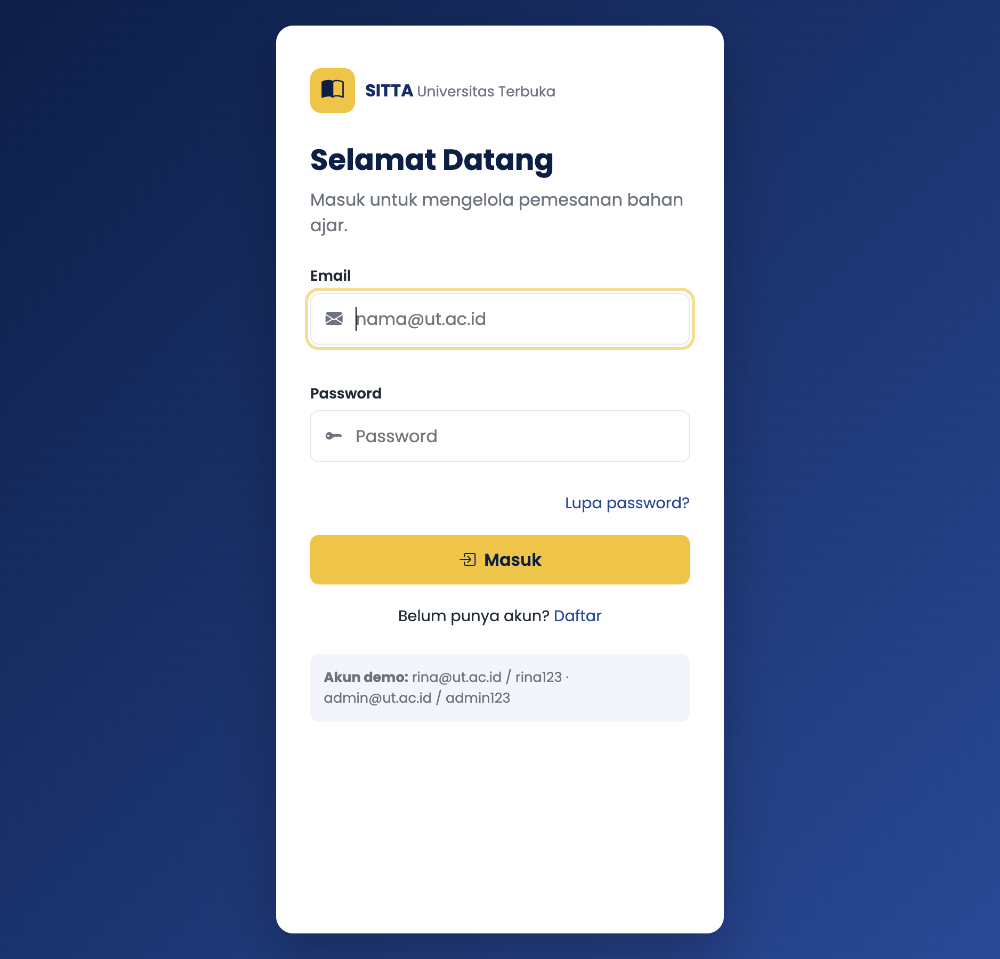 SITTA Universitas Terbuka
Selamat Datang
Masuk untuk mengelola pemesanan bahan
ajar.
Email
nama@ut.ac.id
Password
Password
Lupa password?
Masuk
Belum punya akun? Daftar
Akun demo: rina@ut.ac.id / rina123 ·
admin@ut.ac.id / admin123